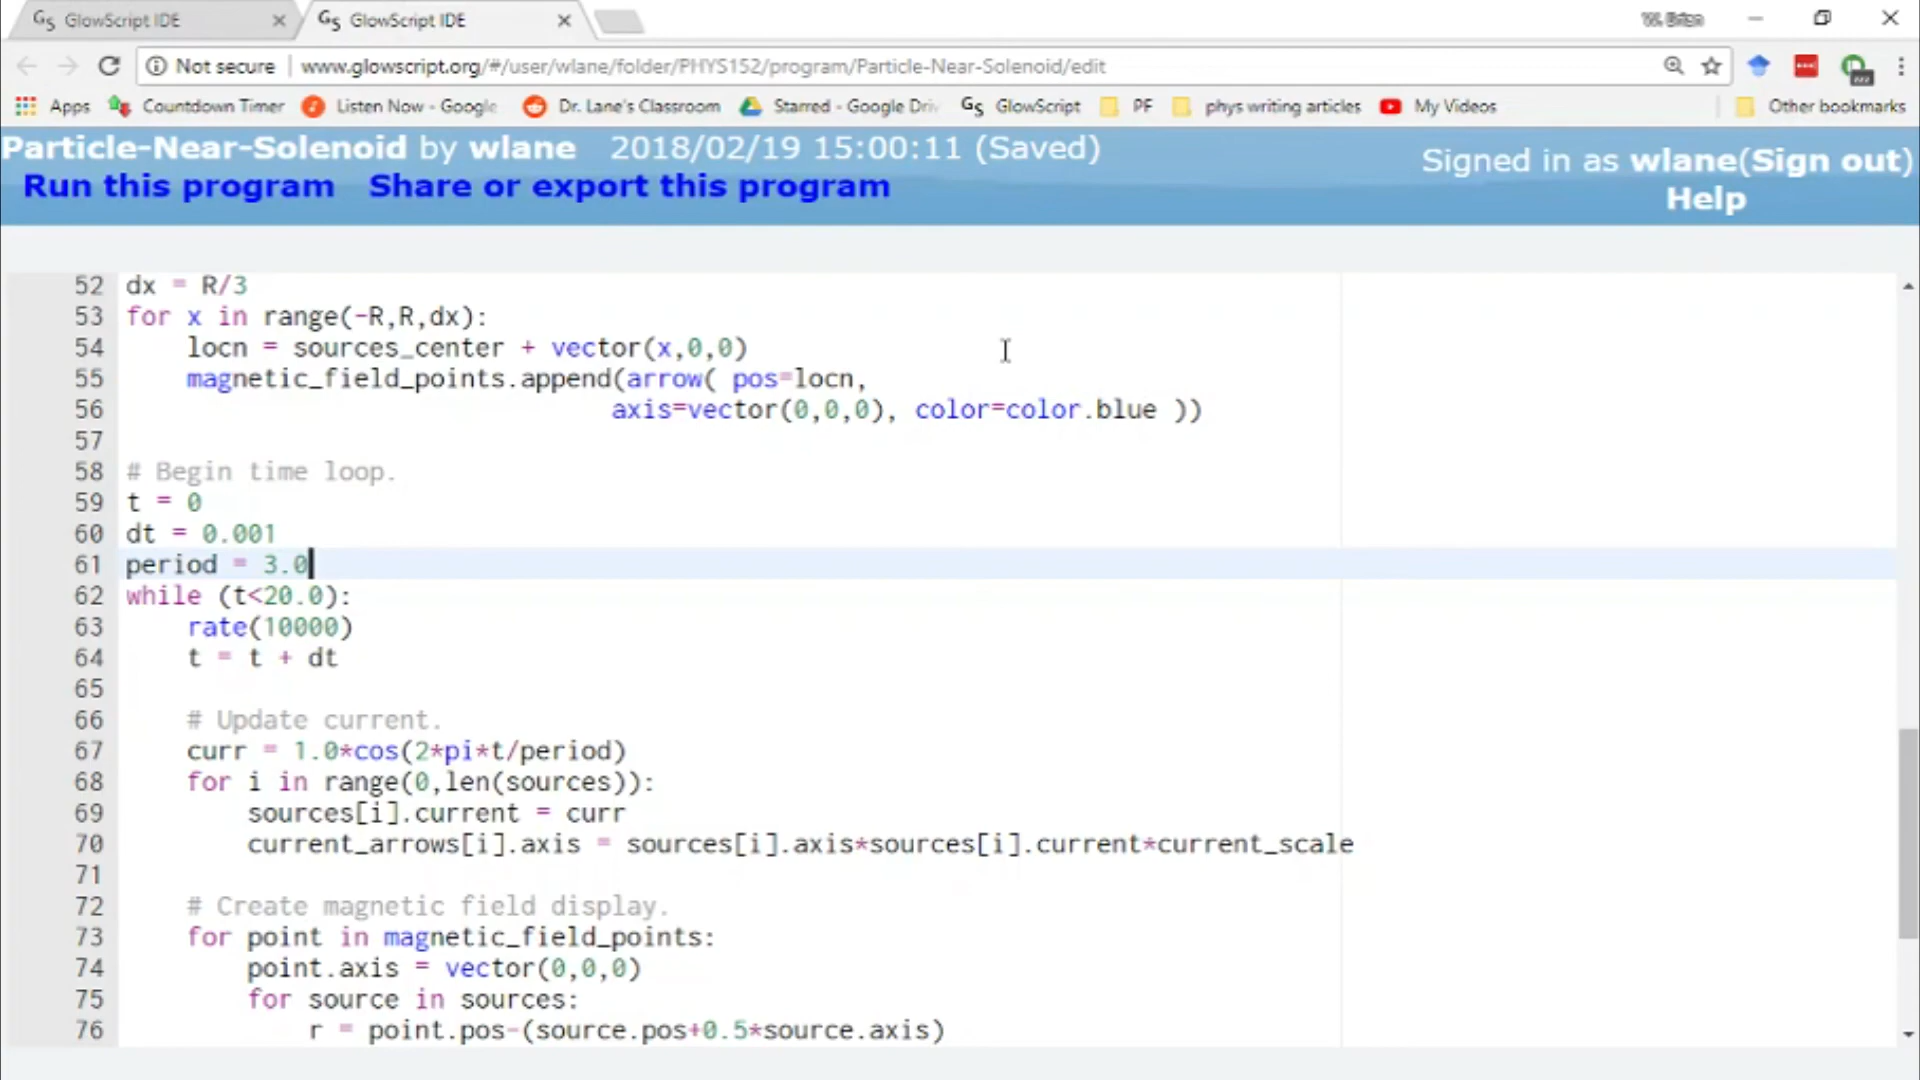 GlowScript IDE
GlowScript IDE
Not secure www.glowscript.org/#/user/wlane/folder/PHYS152/program/Particle-Near-Solenoid/edit
Apps Countdown Timer Listen Now - Google Dr. Lane's Classroom Starred - Google Driv GlowScript PF phys writing articles My Videos Other bookmarks
Particle-Near-Solenoid by wlane 2018/02/19 15:00:11 (Saved)
Signed in as wlane(Sign out)
Run this program Share or export this program
Help
52 dx = R/3
53 for x in range(-R,R,dx):
54     locn = sources_center + vector(x,0,0)
55     magnetic_field_points.append(arrow( pos=locn,
56                                 axis=vector(0,0,0), color=color.blue ))
57
58 # Begin time loop.
59 t = 0
60 dt = 0.001
61 period = 3.0
62 while (t<20.0):
63     rate(10000)
64     t = t + dt
65
66     # Update current.
67     curr = 1.0*cos(2*pi*t/period)
68     for i in range(0,len(sources)):
69         sources[i].current = curr
70         current_arrows[i].axis = sources[i].axis*sources[i].current*current_scale
71
72     # Create magnetic field display.
73     for point in magnetic_field_points:
74         point.axis = vector(0,0,0)
75         for source in sources:
76             r = point.pos-(source.pos+0.5*source.axis)